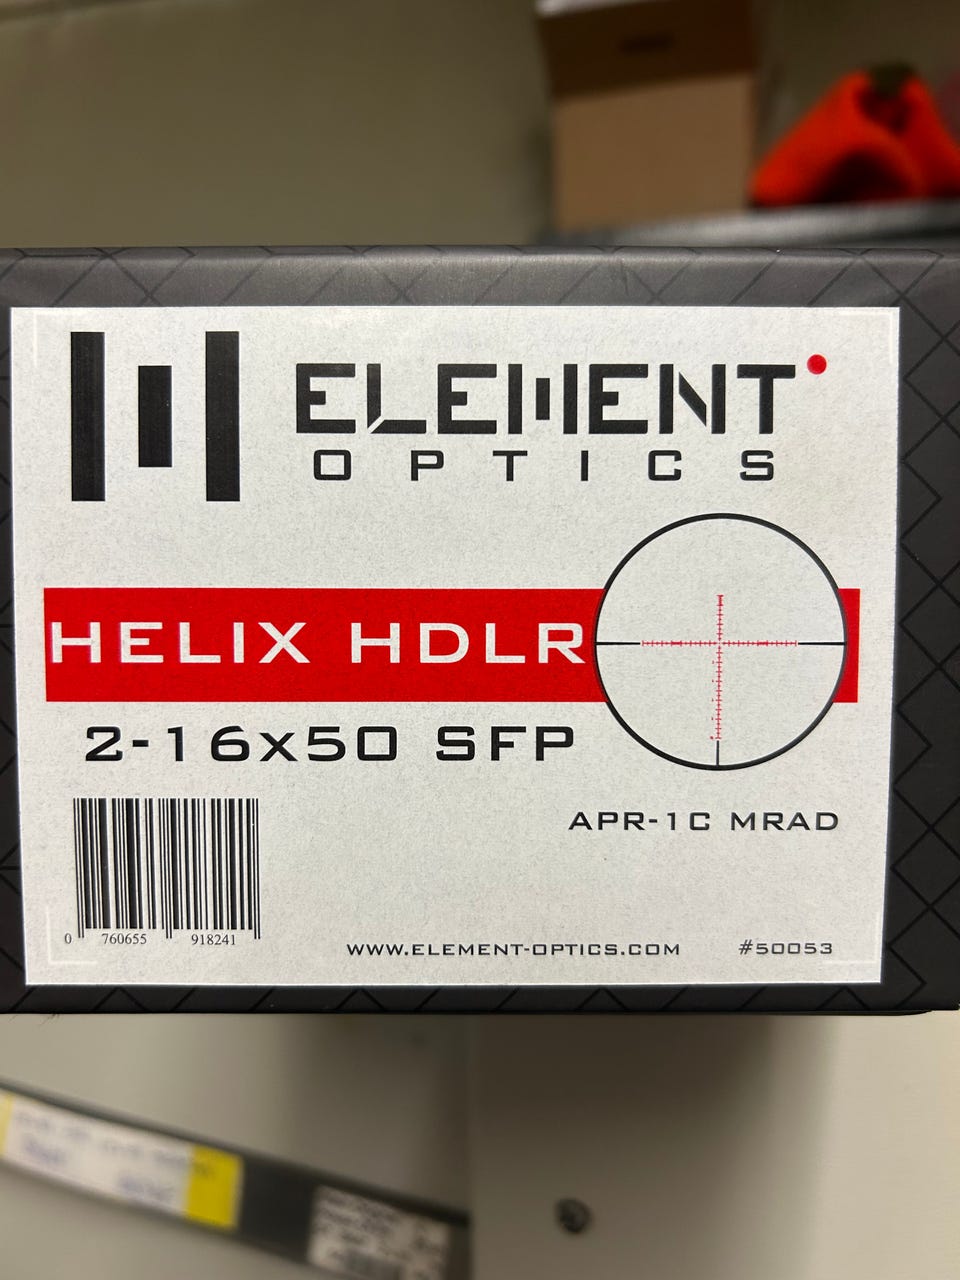 ELEMENT
OPTICS
HELIX HDLR
2-16x50 SFP
APR-1C MRAD
0 760655 918241
WWW.ELEMENT-OPTICS.COM #50053